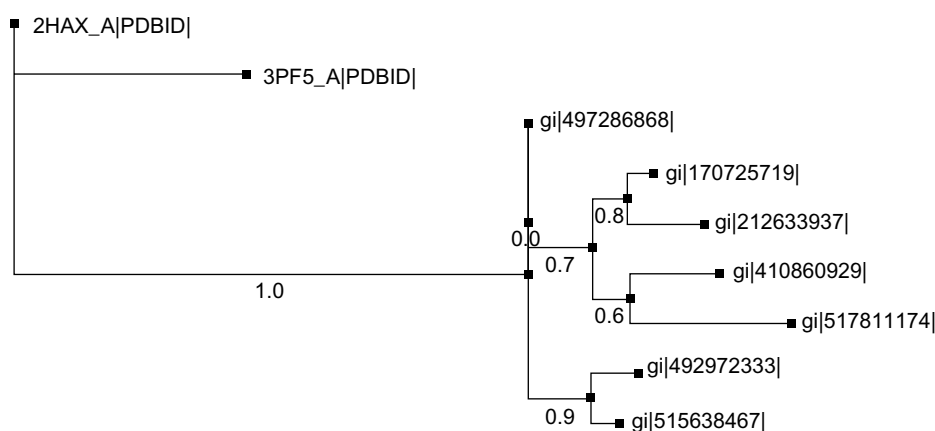 2HAX_A|PDBID|
3PF5_A|PDBID|
gi|497286868|
gi|170725719|
0.8
gi|212633937|
0.0
0.7
gi|410860929|
1.0
0.6
gi|517811174|
gi|492972333|
0.9
gi|515638467|